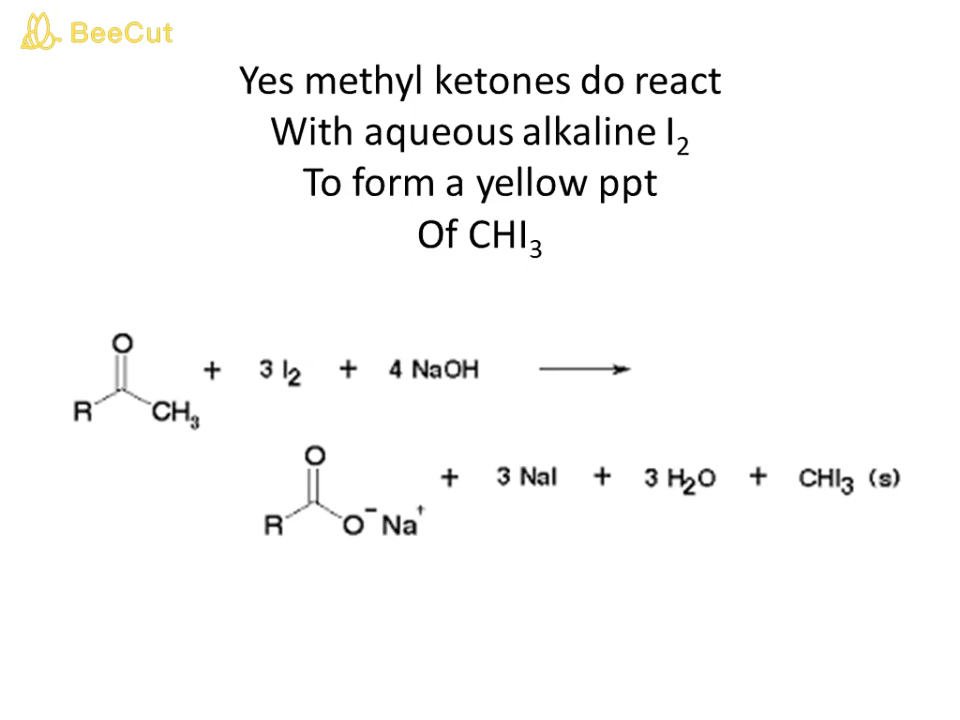 BeeCut
Yes methyl ketones do react
With aqueous alkaline I₂
To form a yellow ppt
Of CHI₃
O
R CH₃ + 3 I₂ + 4 NaOH ⟶
O
R O⁻ Na⁺ + 3 NaI + 3 H₂O + CHI₃ (s)